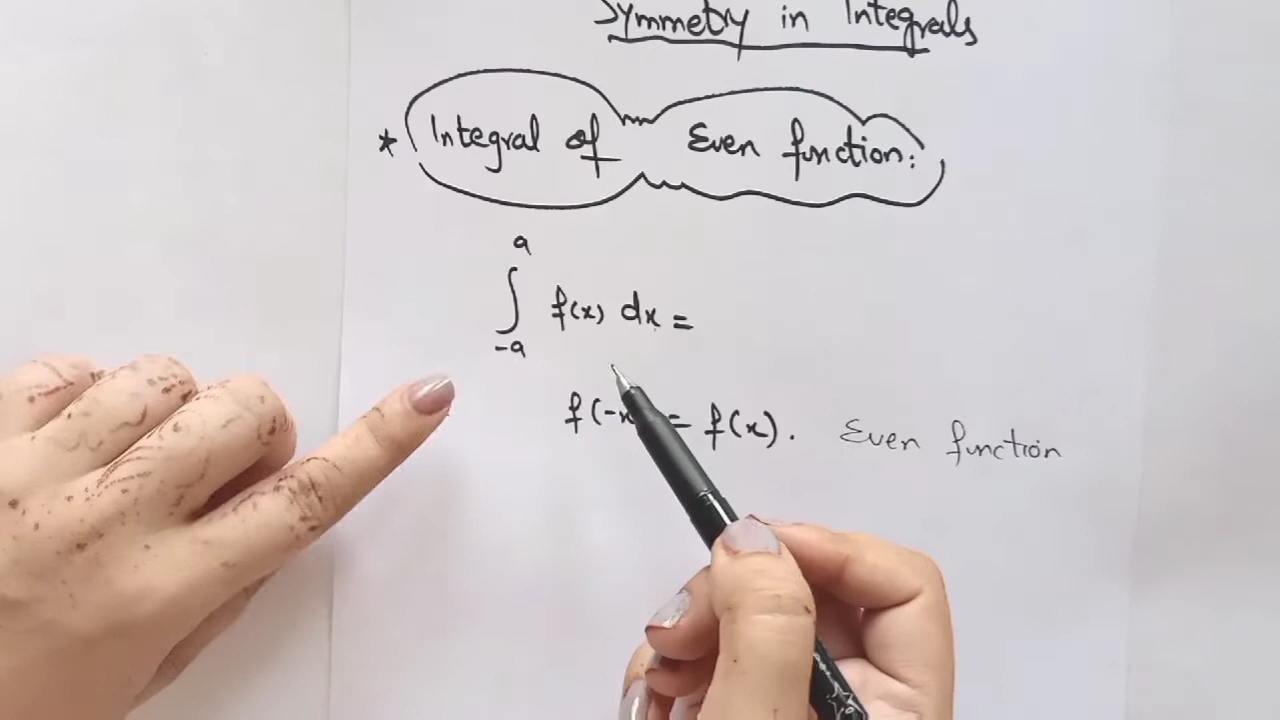 Symmetry in Integrals
* Integral of Even function:
a
∫ f(x) dx =
-a
f(-x) = f(x). Even function